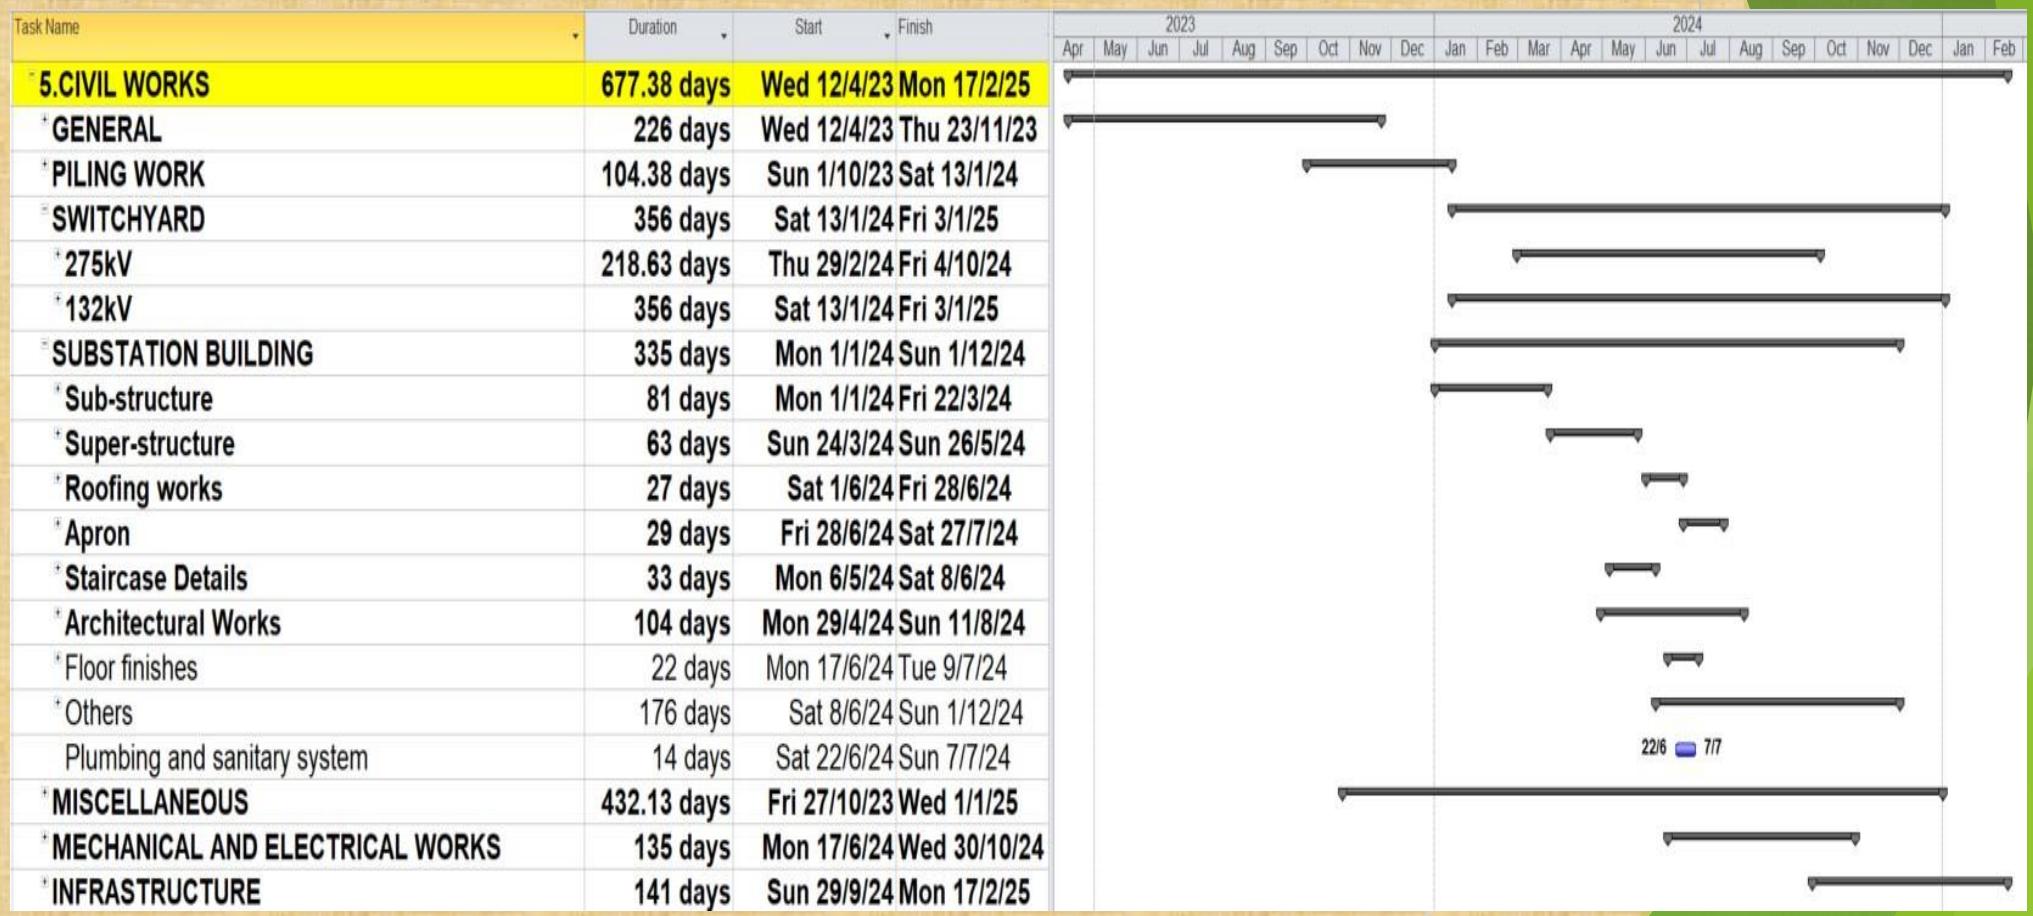 Task Name Duration Start Finish 2023 2024
Apr May Jun Jul Aug Sep Oct Nov Dec Jan Feb Mar Apr May Jun Jul Aug Sep Oct Nov Dec Jan Feb
5.CIVIL WORKS 677.38 days Wed 12/4/23 Mon 17/2/25
GENERAL 226 days Wed 12/4/23 Thu 23/11/23
PILING WORK 104.38 days Sun 1/10/23 Sat 13/1/24
SWITCHYARD 356 days Sat 13/1/24 Fri 3/1/25
275kV 218.63 days Thu 29/2/24 Fri 4/10/24
132kV 356 days Sat 13/1/24 Fri 3/1/25
SUBSTATION BUILDING 335 days Mon 1/1/24 Sun 1/12/24
Sub-structure 81 days Mon 1/1/24 Fri 22/3/24
Super-structure 63 days Sun 24/3/24 Sun 26/5/24
Roofing works 27 days Sat 1/6/24 Fri 28/6/24
Apron 29 days Fri 28/6/24 Sat 27/7/24
Staircase Details 33 days Mon 6/5/24 Sat 8/6/24
Architectural Works 104 days Mon 29/4/24 Sun 11/8/24
Floor finishes 22 days Mon 17/6/24 Tue 9/7/24
Others 176 days Sat 8/6/24 Sun 1/12/24
Plumbing and sanitary system 14 days Sat 22/6/24 Sun 7/7/24 22/6 7/7
MISCELLANEOUS 432.13 days Fri 27/10/23 Wed 1/1/25
MECHANICAL AND ELECTRICAL WORKS 135 days Mon 17/6/24 Wed 30/10/24
INFRASTRUCTURE 141 days Sun 29/9/24 Mon 17/2/25